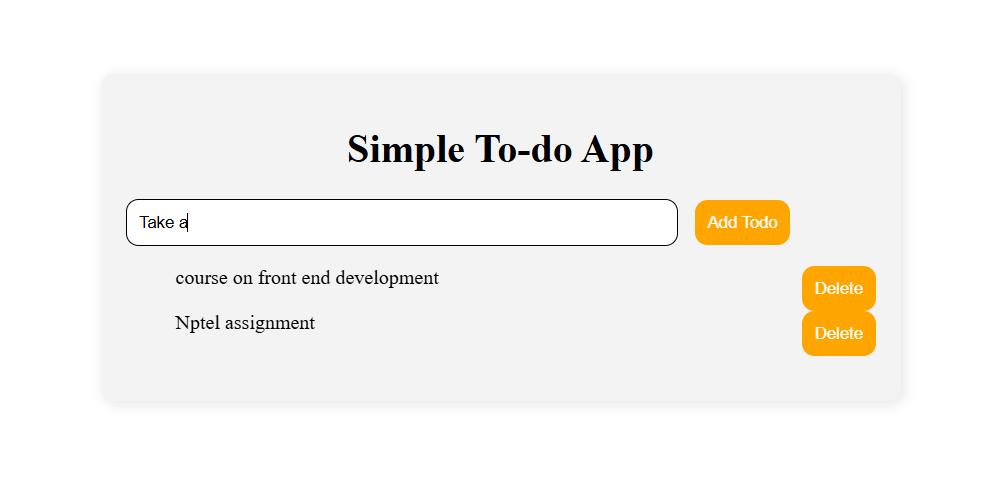 Simple To-do App
Take a
Add Todo
course on front end development
Delete
Nptel assignment
Delete